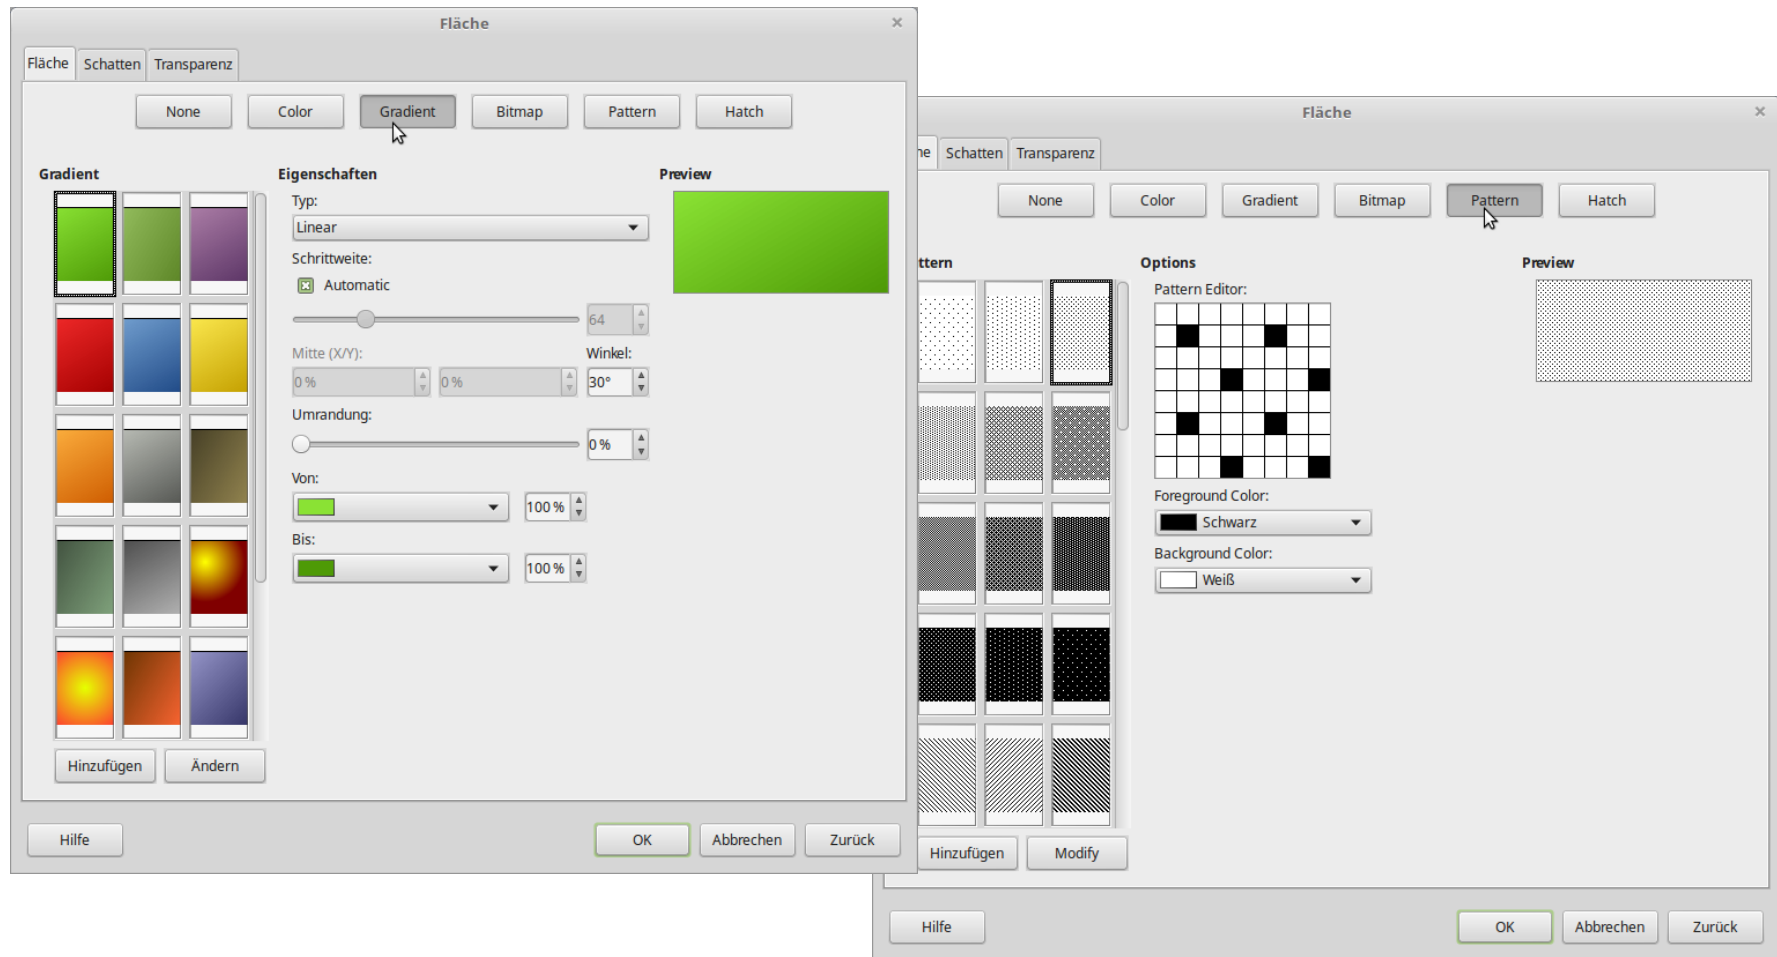 Fläche
Fläche Schatten Transparenz
None Color Gradient Bitmap Pattern Hatch
Gradient Eigenschaften Preview
Typ:
Linear
Schrittweite:
Automatic
64
Mitte (X/Y): Winkel:
0 % 0 % 30°
Umrandung:
0 %
Von:
100 %
Bis:
100 %
Hinzufügen Ändern
Hilfe OK Abbrechen Zurück
Fläche
he Schatten Transparenz
None Color Gradient Bitmap Pattern Hatch
ttern Options Preview
Pattern Editor:
Foreground Color:
Schwarz
Background Color:
Weiß
Hinzufügen Modify
Hilfe OK Abbrechen Zurück